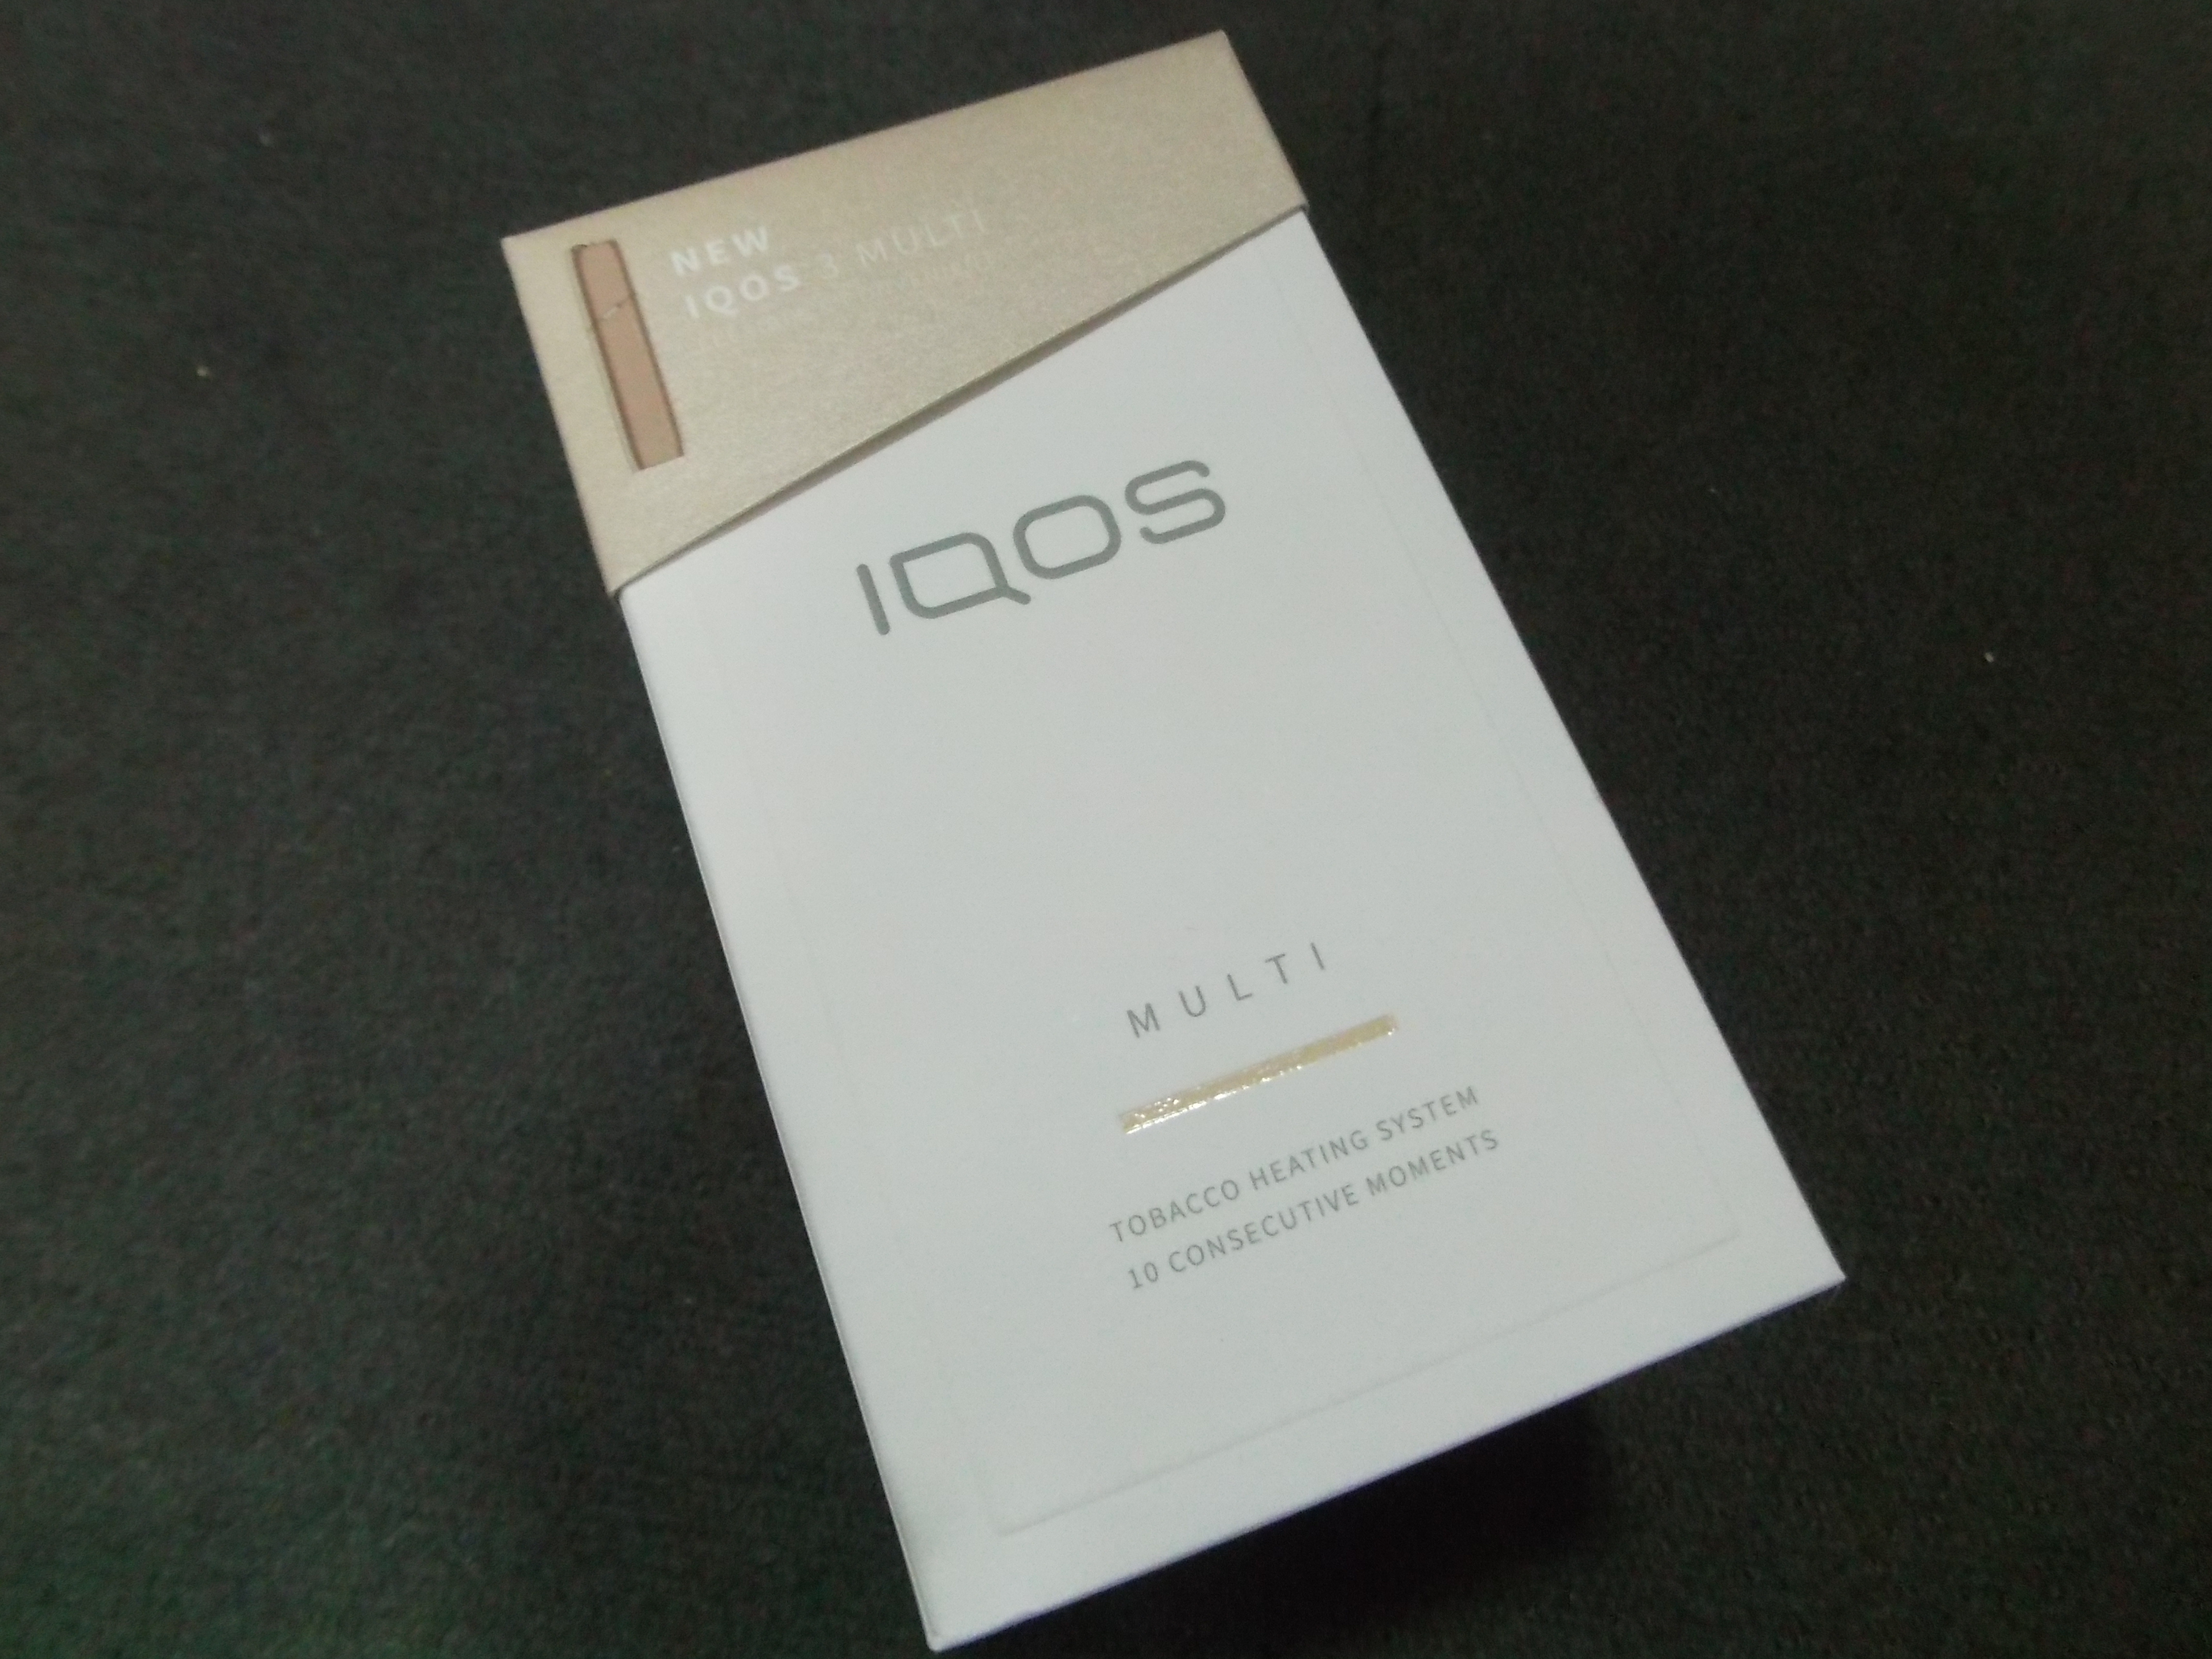 NEW
IQOS 3 MULTI
IQOS
MULTI
TOBACCO HEATING SYSTEM
10 CONSECUTIVE MOMENTS